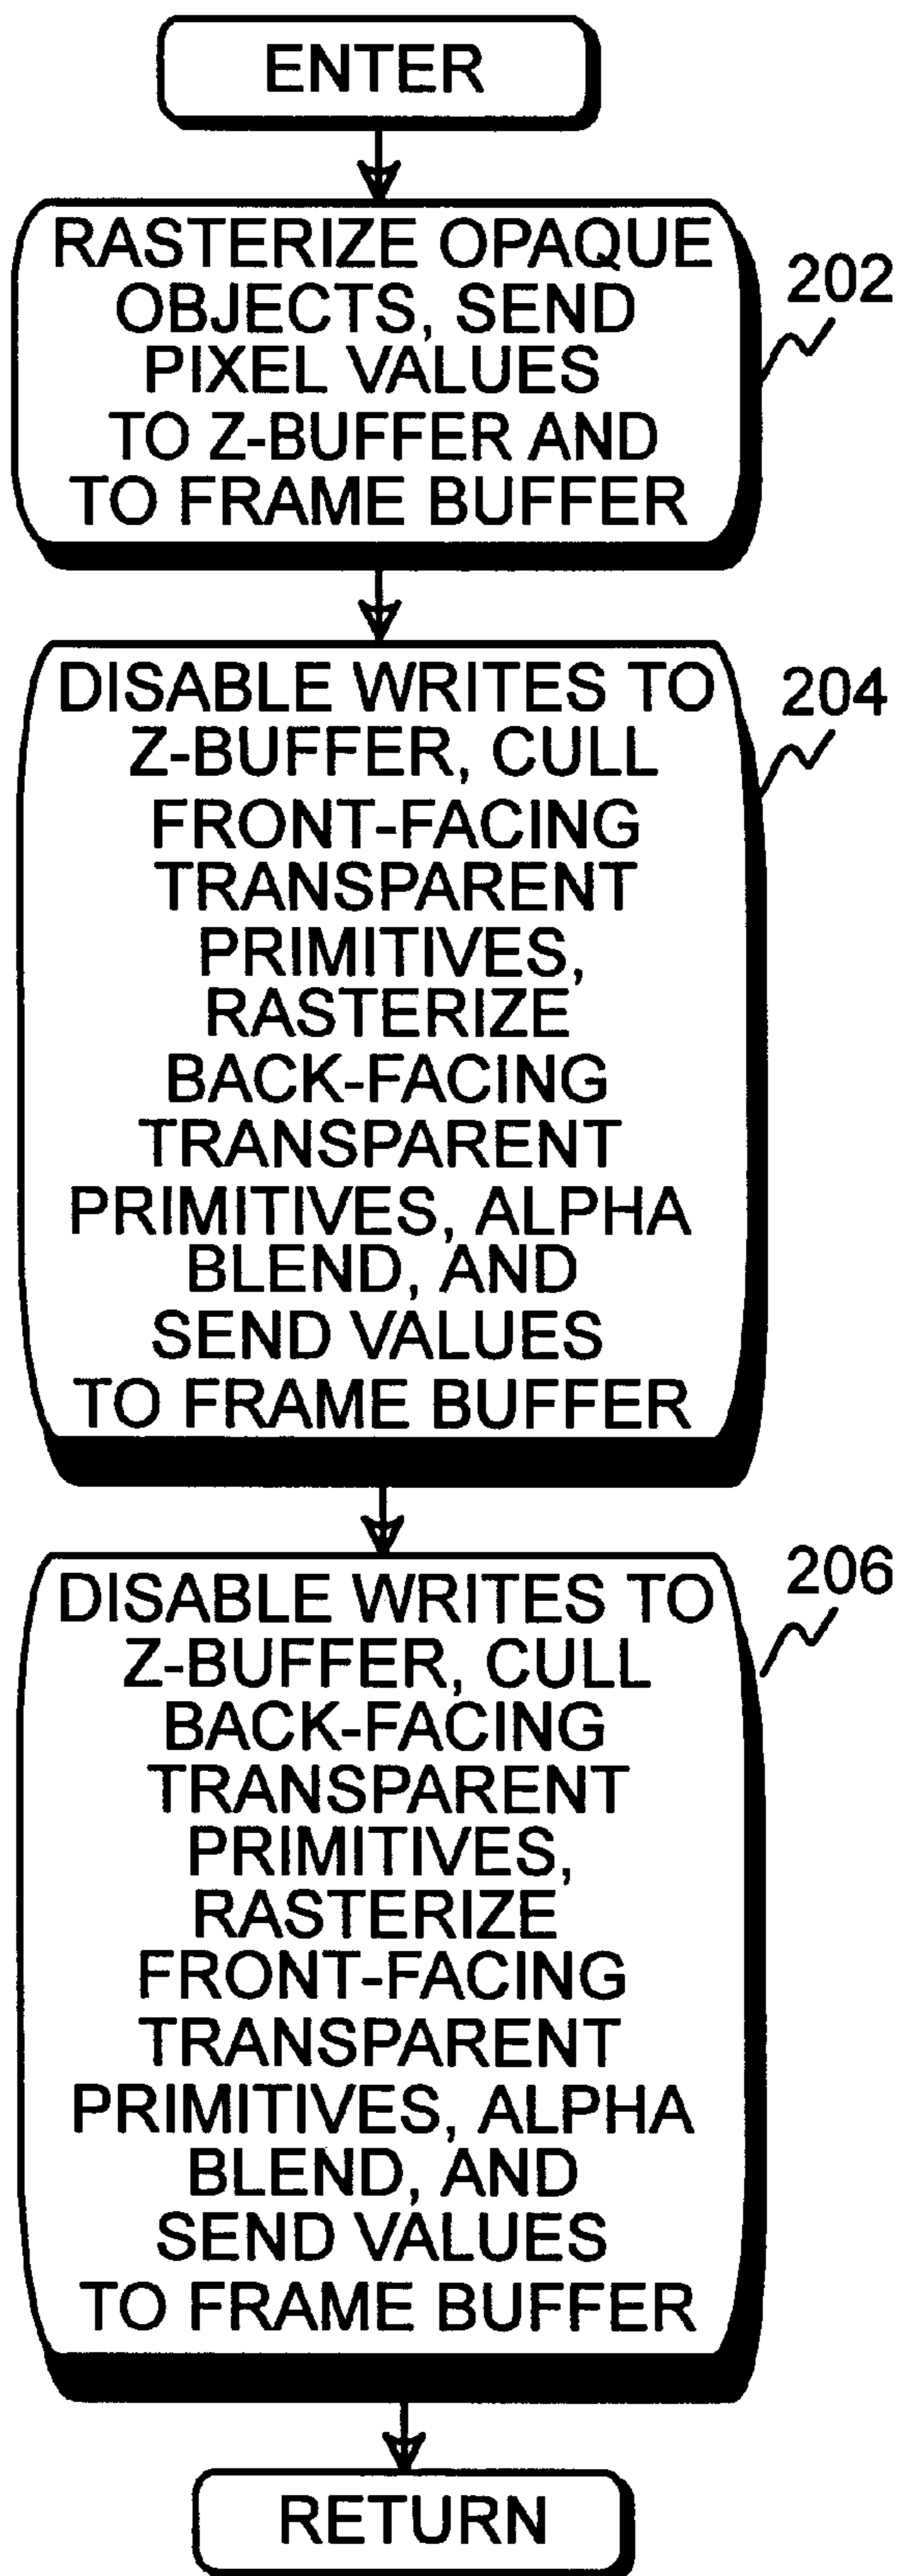 ENTER
RASTERIZE OPAQUE
OBJECTS, SEND
PIXEL VALUES
TO Z-BUFFER AND
TO FRAME BUFFER
202
DISABLE WRITES TO
Z-BUFFER, CULL
FRONT-FACING
TRANSPARENT
PRIMITIVES,
RASTERIZE
BACK-FACING
TRANSPARENT
PRIMITIVES, ALPHA
BLEND, AND
SEND VALUES
TO FRAME BUFFER
204
DISABLE WRITES TO
Z-BUFFER, CULL
BACK-FACING
TRANSPARENT
PRIMITIVES,
RASTERIZE
FRONT-FACING
TRANSPARENT
PRIMITIVES, ALPHA
BLEND, AND
SEND VALUES
TO FRAME BUFFER
206
RETURN